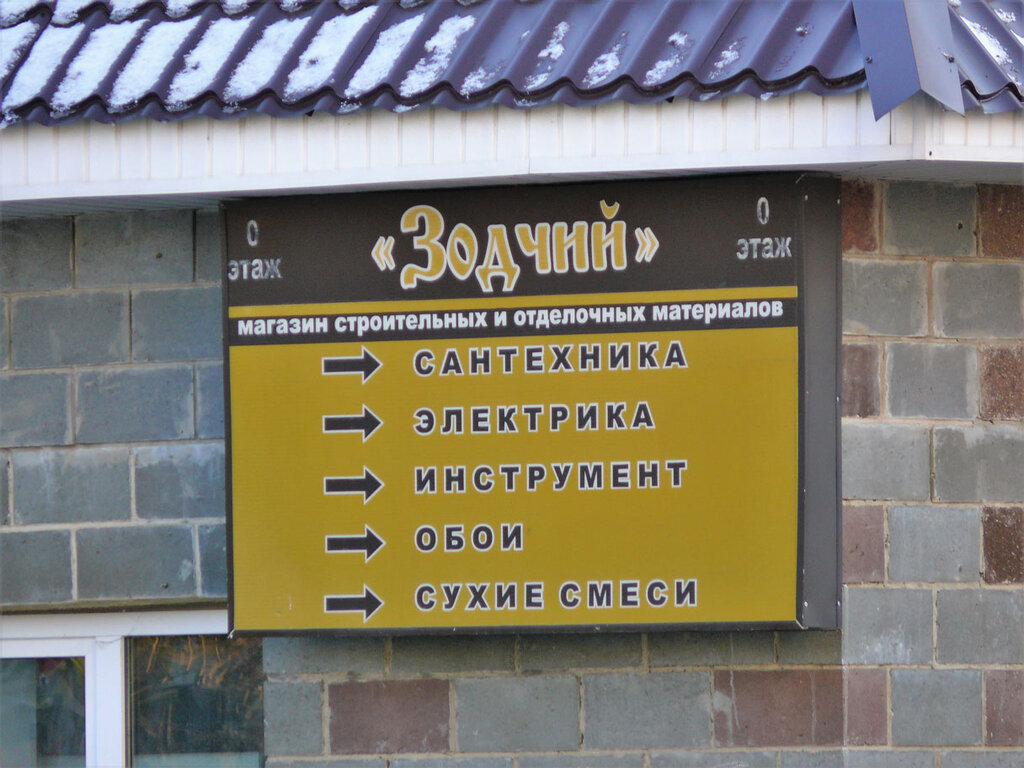 0 этаж
«Зодчий»
0 этаж
магазин строительных и отделочных материалов
САНТЕХНИКА
ЭЛЕКТРИКА
ИНСТРУМЕНТ
ОБОИ
СУХИЕ СМЕСИ